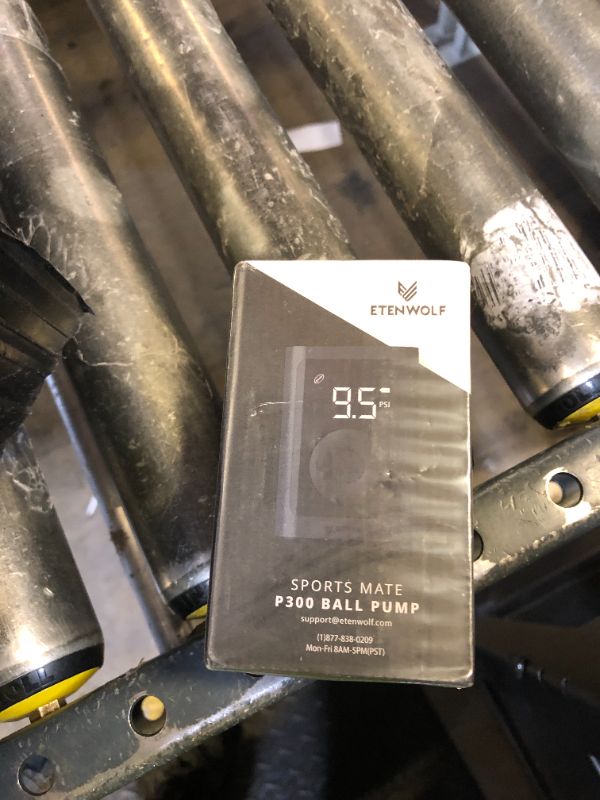 ETENWOLF
9.5 PSI
SPORTS MATE
P300 BALL PUMP
support@etenwolf.com
(1)877-838-0209
Mon-Fri 8AM-5PM(PST)